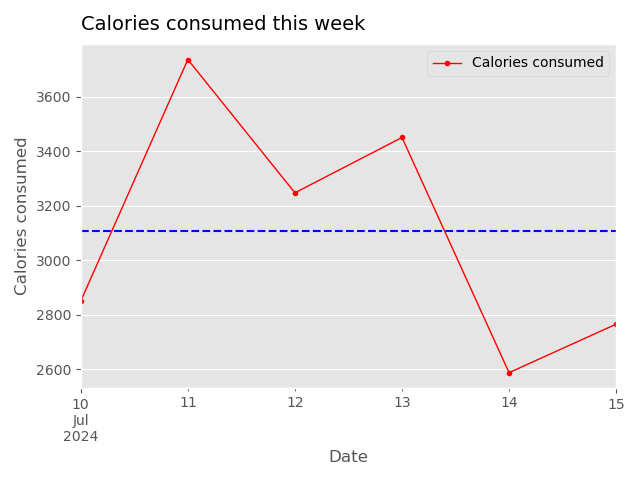 Calories consumed this week
Calories consumed
3600
3400
3200
3000
2800
2600
Calories consumed
10
Jul
2024
11
12
13
14
15
Date